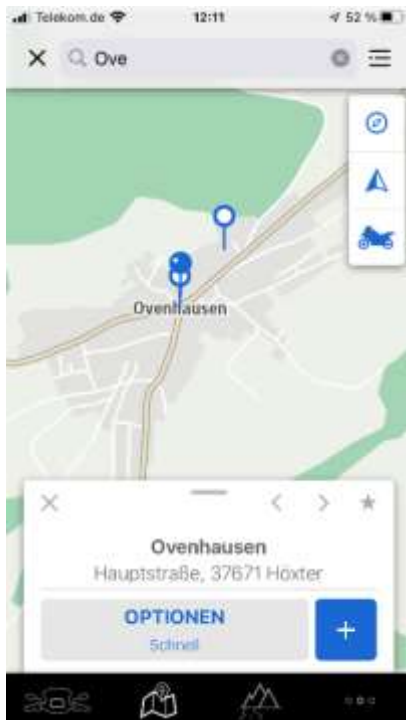 Telekom.de 12:11 52 %
Ove
Ovenhausen
Ovenhausen
Hauptstraße, 37671 Höxter
OPTIONEN
Schnell
+